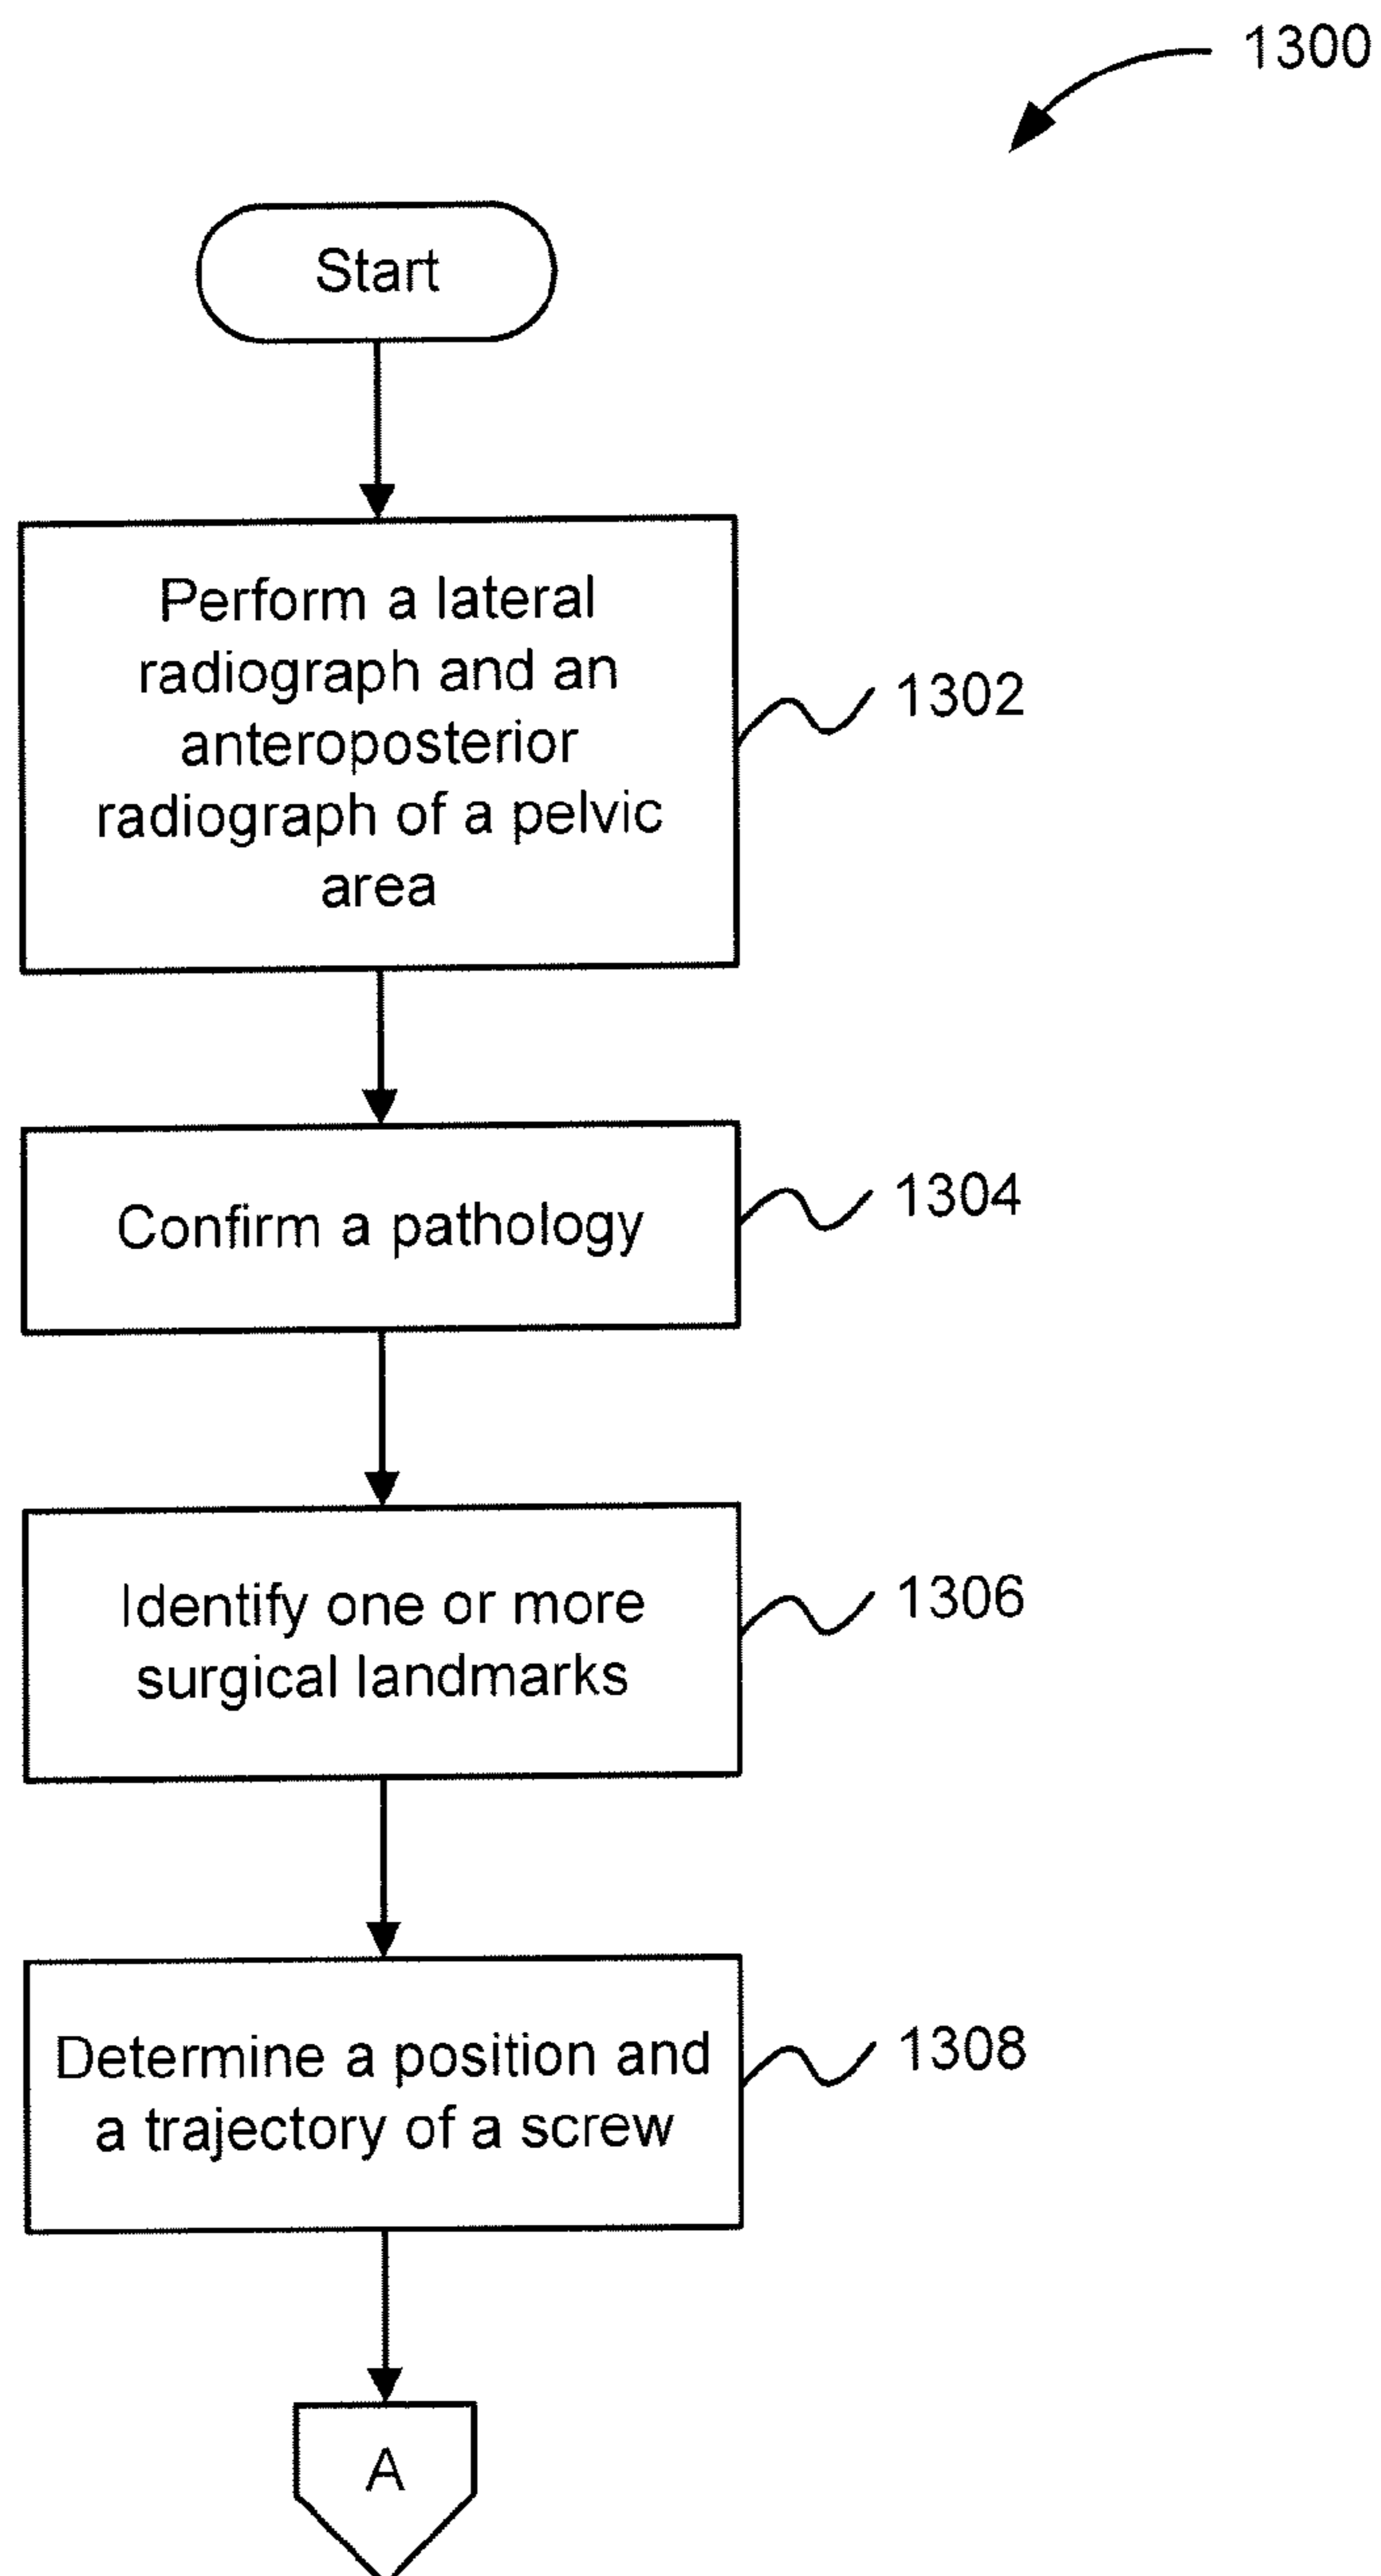 1300
Start
Perform a lateral
radiograph and an
anteroposterior
radiograph of a pelvic
area
1302
Confirm a pathology
1304
Identify one or more
surgical landmarks
1306
Determine a position and
a trajectory of a screw
1308
A